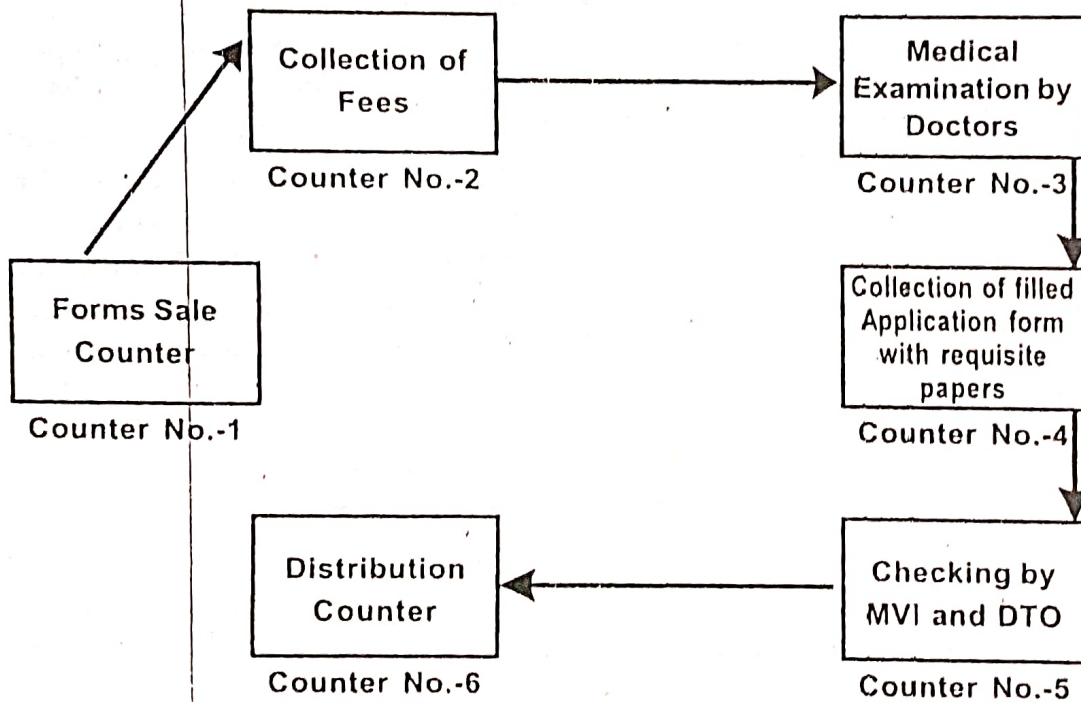 Forms Sale
Counter
Counter No.-1
Collection of
Fees
Counter No.-2
Medical
Examination by
Doctors
Counter No.-3
Collection of filled
Application form
with requisite
papers
Counter No.-4
Checking by
MVI and DTO
Counter No.-5
Distribution
Counter
Counter No.-6